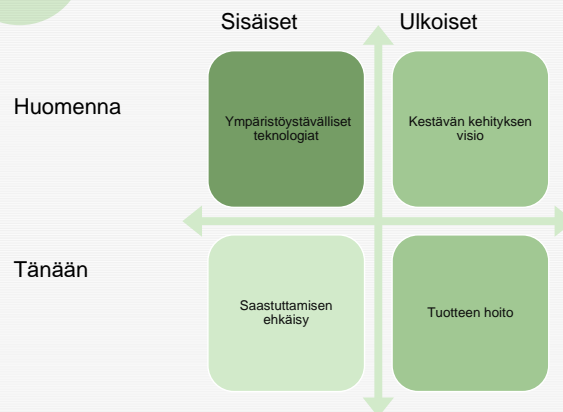 Sisäiset
Ulkoiset
Huomenna
Ympäristöystävälliset
teknologiat
Kestävän kehityksen
visio
Tänään
Saastuttamisen
ehkäisy
Tuotteen hoito